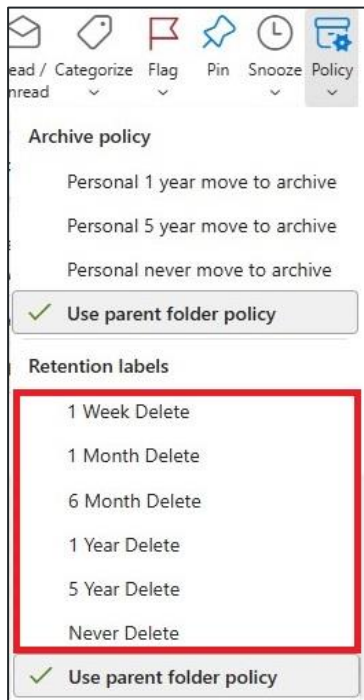 ead / Categorize Flag Pin Snooze Policy
nread
Archive policy
Personal 1 year move to archive
Personal 5 year move to archive
Personal never move to archive
Use parent folder policy
Retention labels
1 Week Delete
1 Month Delete
6 Month Delete
1 Year Delete
5 Year Delete
Never Delete
Use parent folder policy